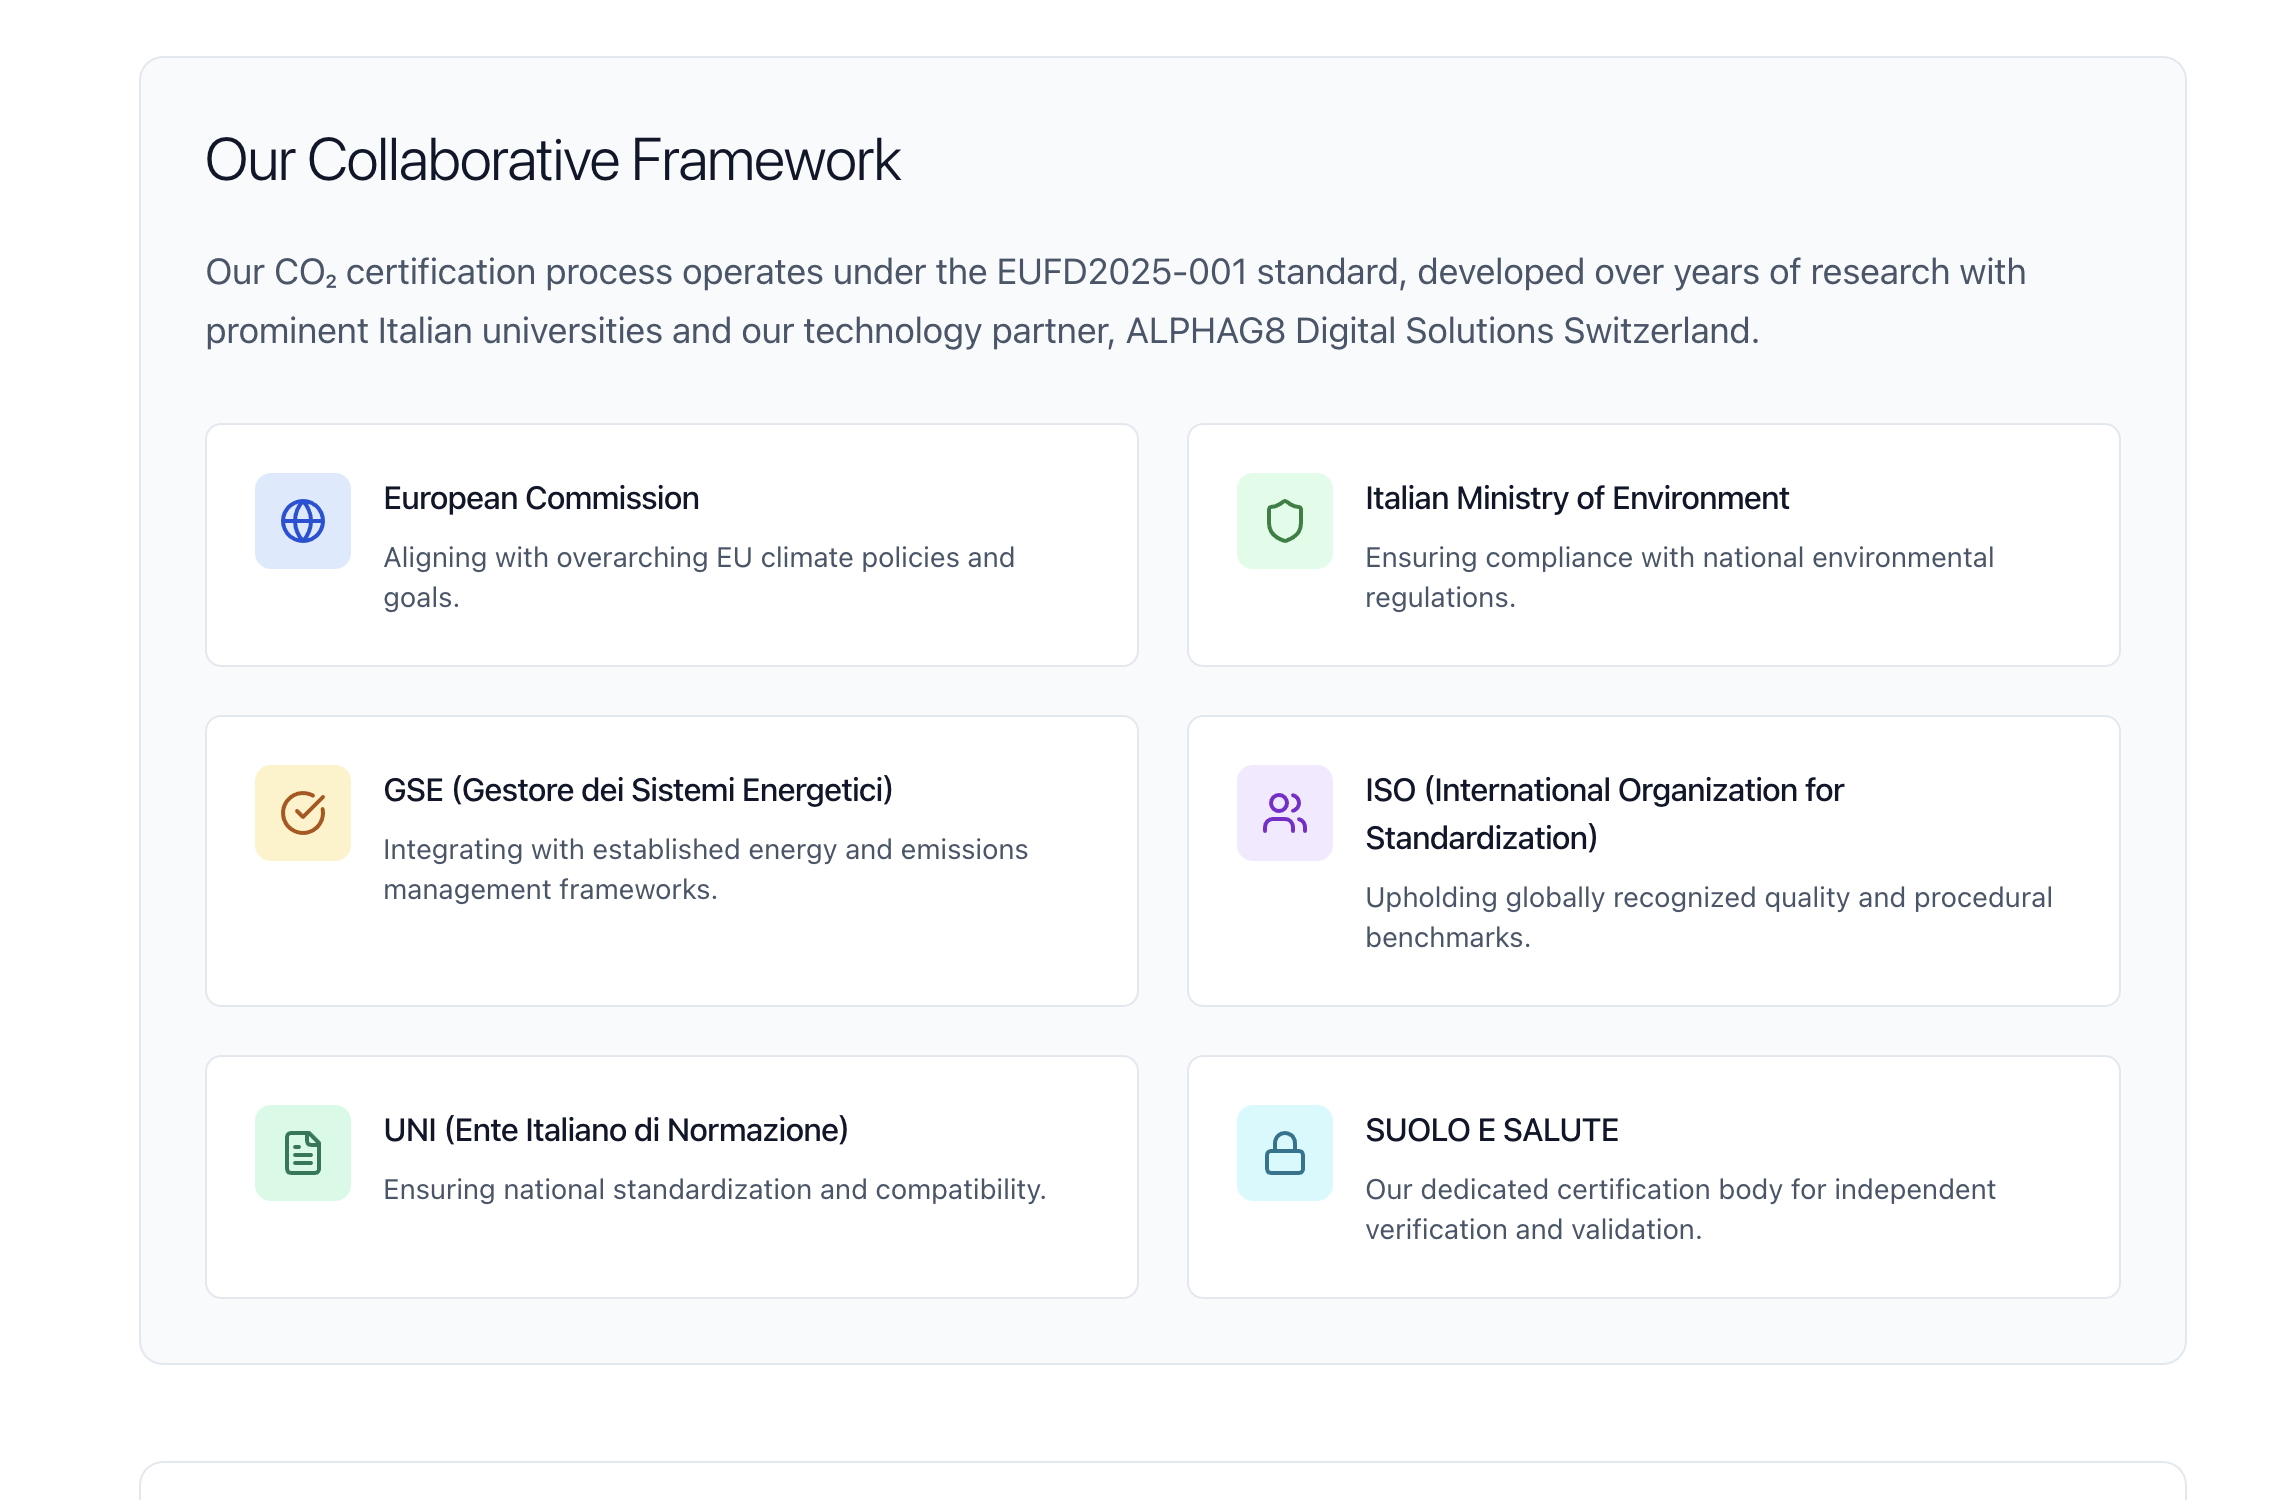 Our Collaborative Framework
Our CO₂ certification process operates under the EUFD2025-001 standard, developed over years of research with
prominent Italian universities and our technology partner, ALPHAG8 Digital Solutions Switzerland.
European Commission
Aligning with overarching EU climate policies and
goals.
Italian Ministry of Environment
Ensuring compliance with national environmental
regulations.
GSE (Gestore dei Sistemi Energetici)
Integrating with established energy and emissions
management frameworks.
ISO (International Organization for
Standardization)
Upholding globally recognized quality and procedural
benchmarks.
UNI (Ente Italiano di Normazione)
Ensuring national standardization and compatibility.
SUOLO E SALUTE
Our dedicated certification body for independent
verification and validation.